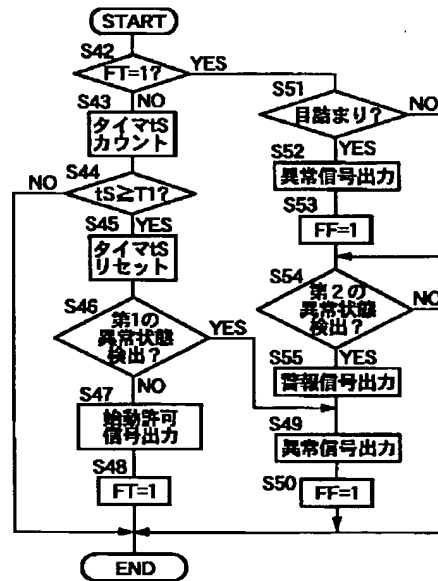 START
S42
FT=1?
YES
NO
S43
タイマtS
カウント
S44
NO
tS≧T1?
YES
S45
タイマtS
リセット
S46
第1の
異常状態
検出?
YES
NO
S47
始動許可
信号出力
S48
FT=1
S51
目詰まり?
NO
YES
S52
異常信号出力
S53
FF=1
S54
第2の
異常状態
検出?
NO
YES
S55
警報信号出力
S49
異常信号出力
S50
FF=1
END